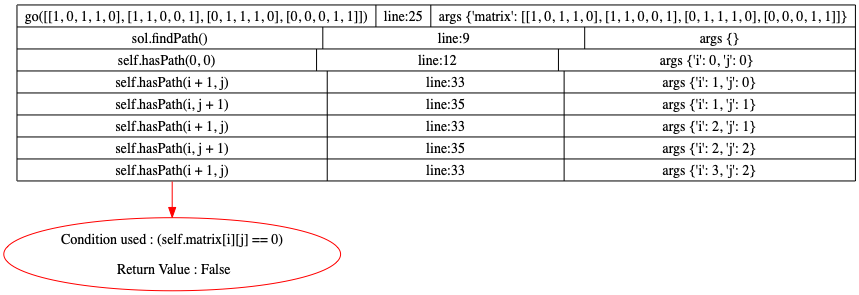 go([[1, 0, 1, 1, 0], [1, 1, 0, 0, 1], [0, 1, 1, 1, 0], [0, 0, 0, 1, 1]]) line:25 args {'matrix': [[1, 0, 1, 1, 0], [1, 1, 0, 0, 1], [0, 1, 1, 1, 0], [0, 0, 0, 1, 1]]}
sol.findPath() line:9 args {}
self.hasPath(0, 0) line:12 args {'i': 0, 'j': 0}
self.hasPath(i + 1, j) line:33 args {'i': 1, 'j': 0}
self.hasPath(i, j + 1) line:35 args {'i': 1, 'j': 1}
self.hasPath(i + 1, j) line:33 args {'i': 2, 'j': 1}
self.hasPath(i, j + 1) line:35 args {'i': 2, 'j': 2}
self.hasPath(i + 1, j) line:33 args {'i': 3, 'j': 2}
Condition used : (self.matrix[i][j] == 0)
Return Value : False